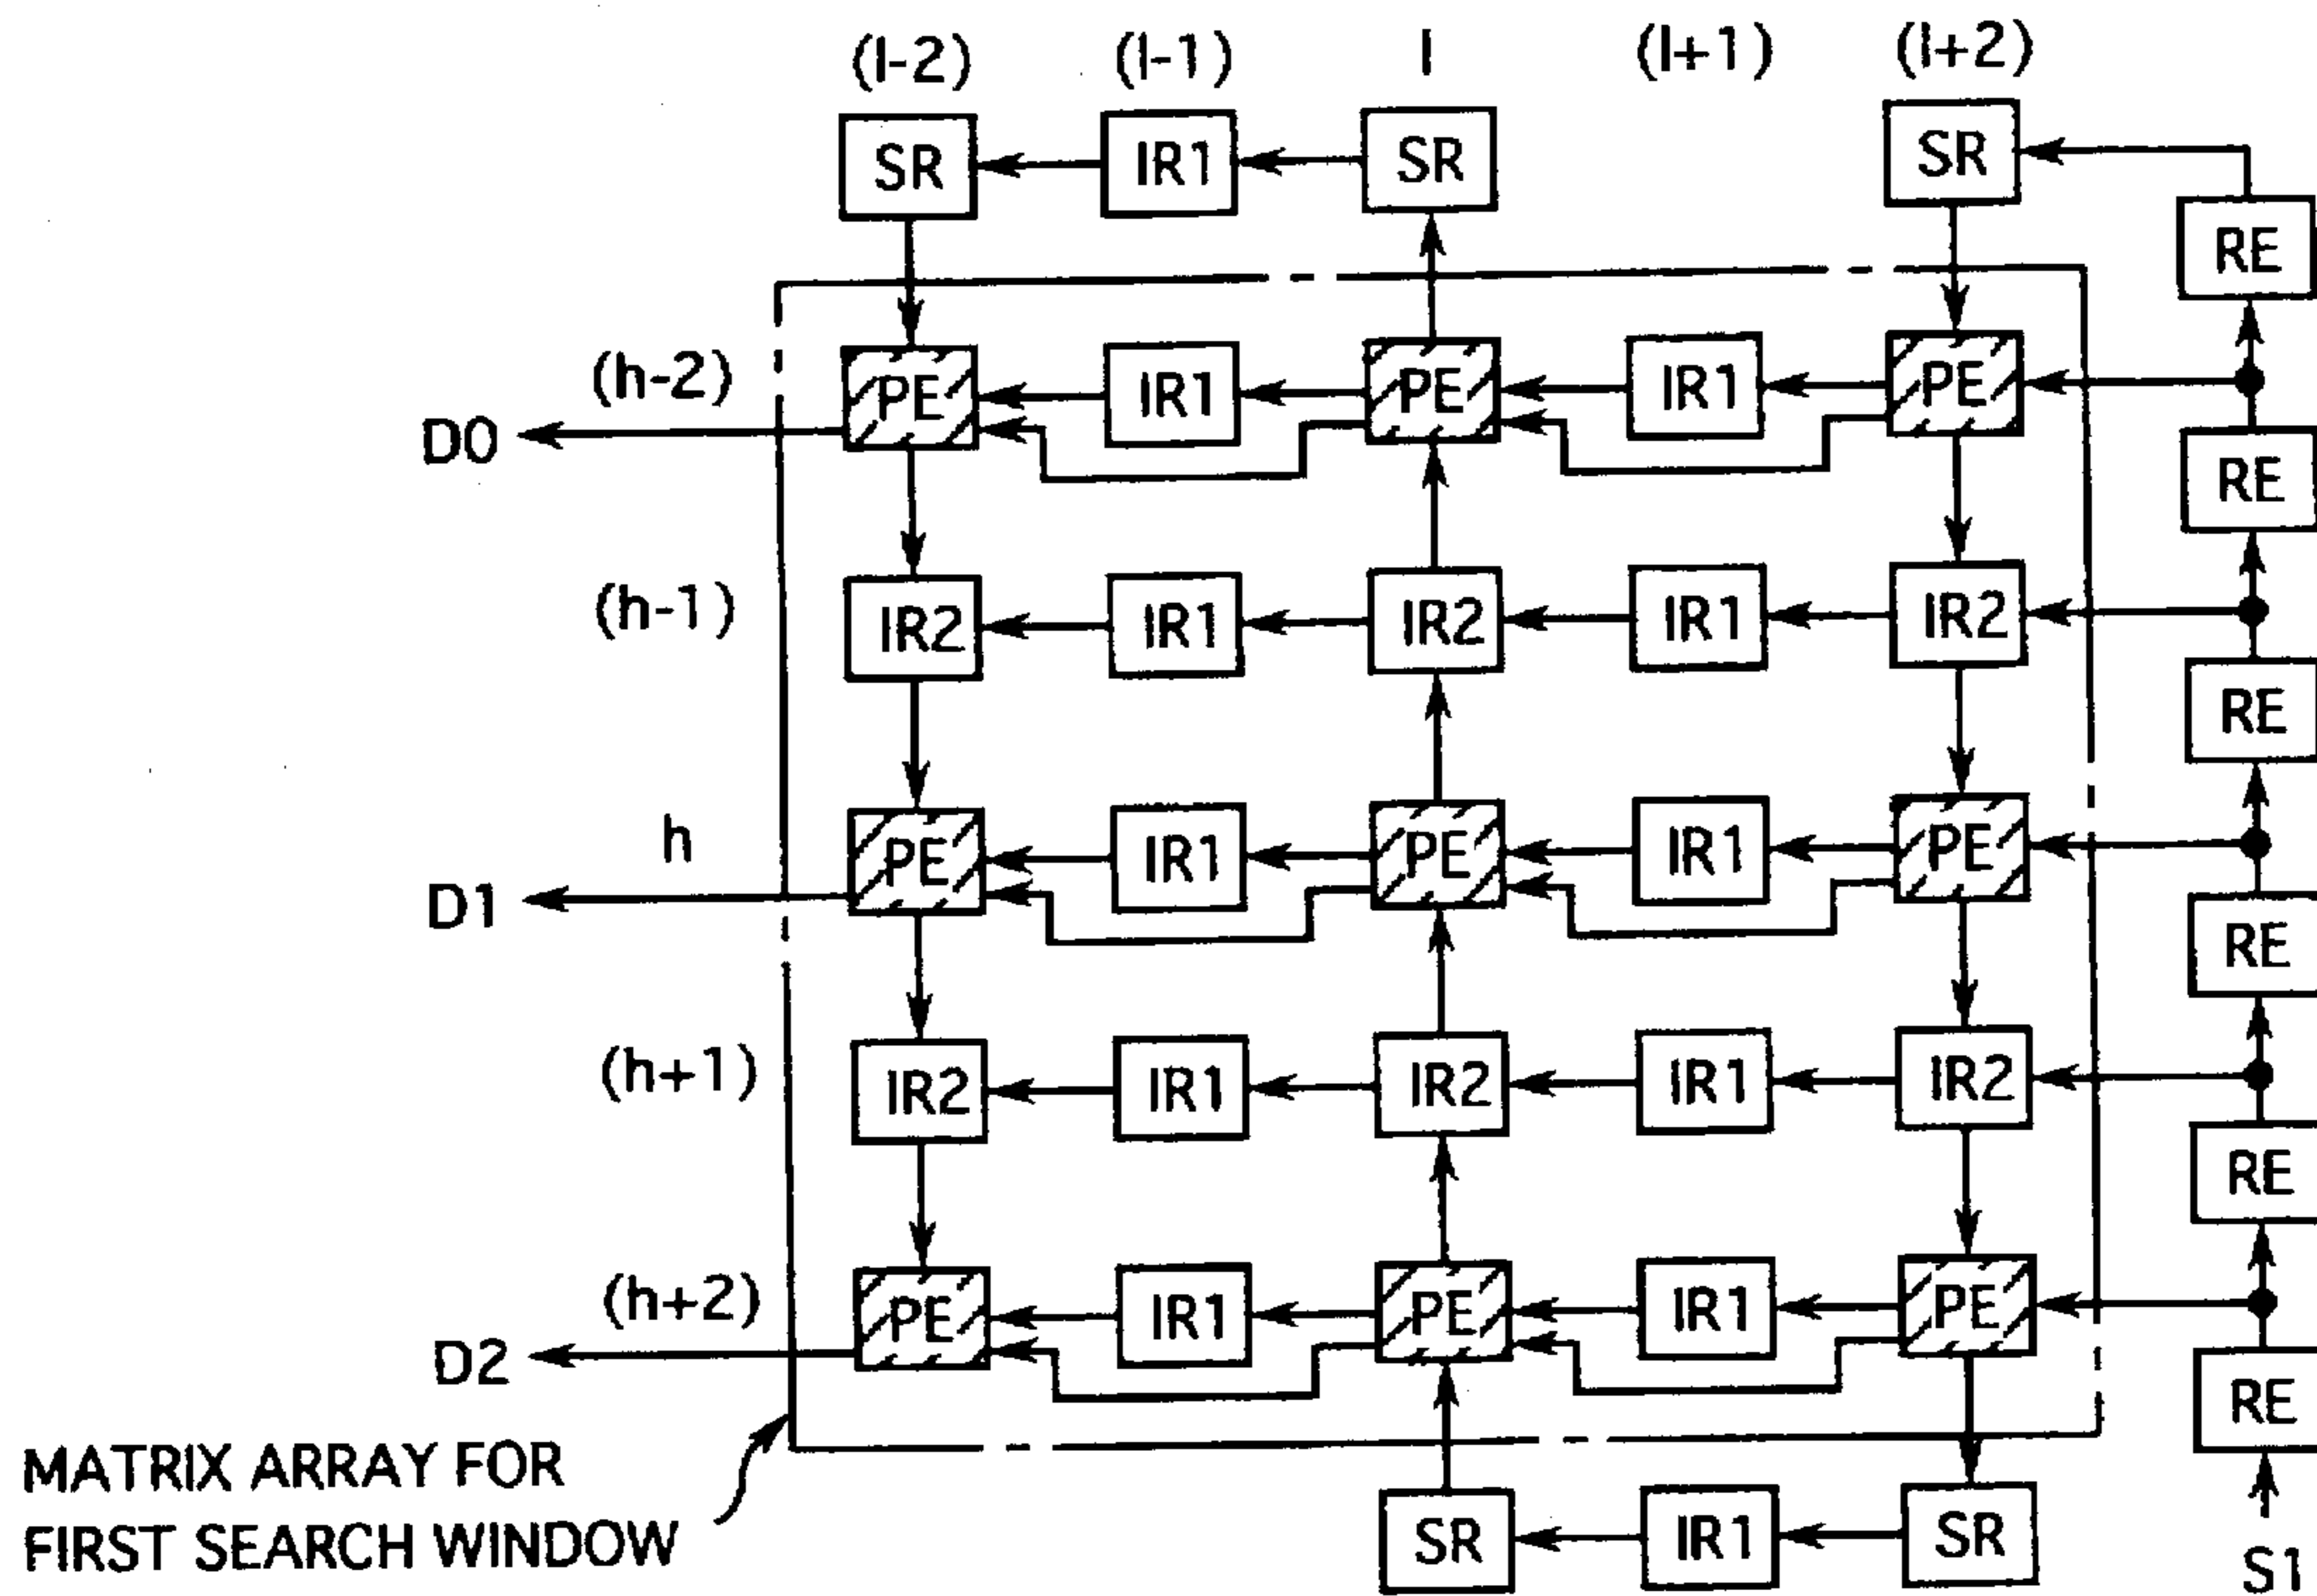 (l-2) (l-1) l (l+1) (l+2)
SR IR1 SR SR
RE
(h-2) PE IR1 PE IR1 PE
D0
RE
(h-1) IR2 IR1 IR2 IR1 IR2
RE
h PE IR1 PE IR1 PE
D1
RE
(h+1) IR2 IR1 IR2 IR1 IR2
RE
(h+2) PE IR1 PE IR1 PE
D2
RE
MATRIX ARRAY FOR
FIRST SEARCH WINDOW
SR IR1 SR
S1